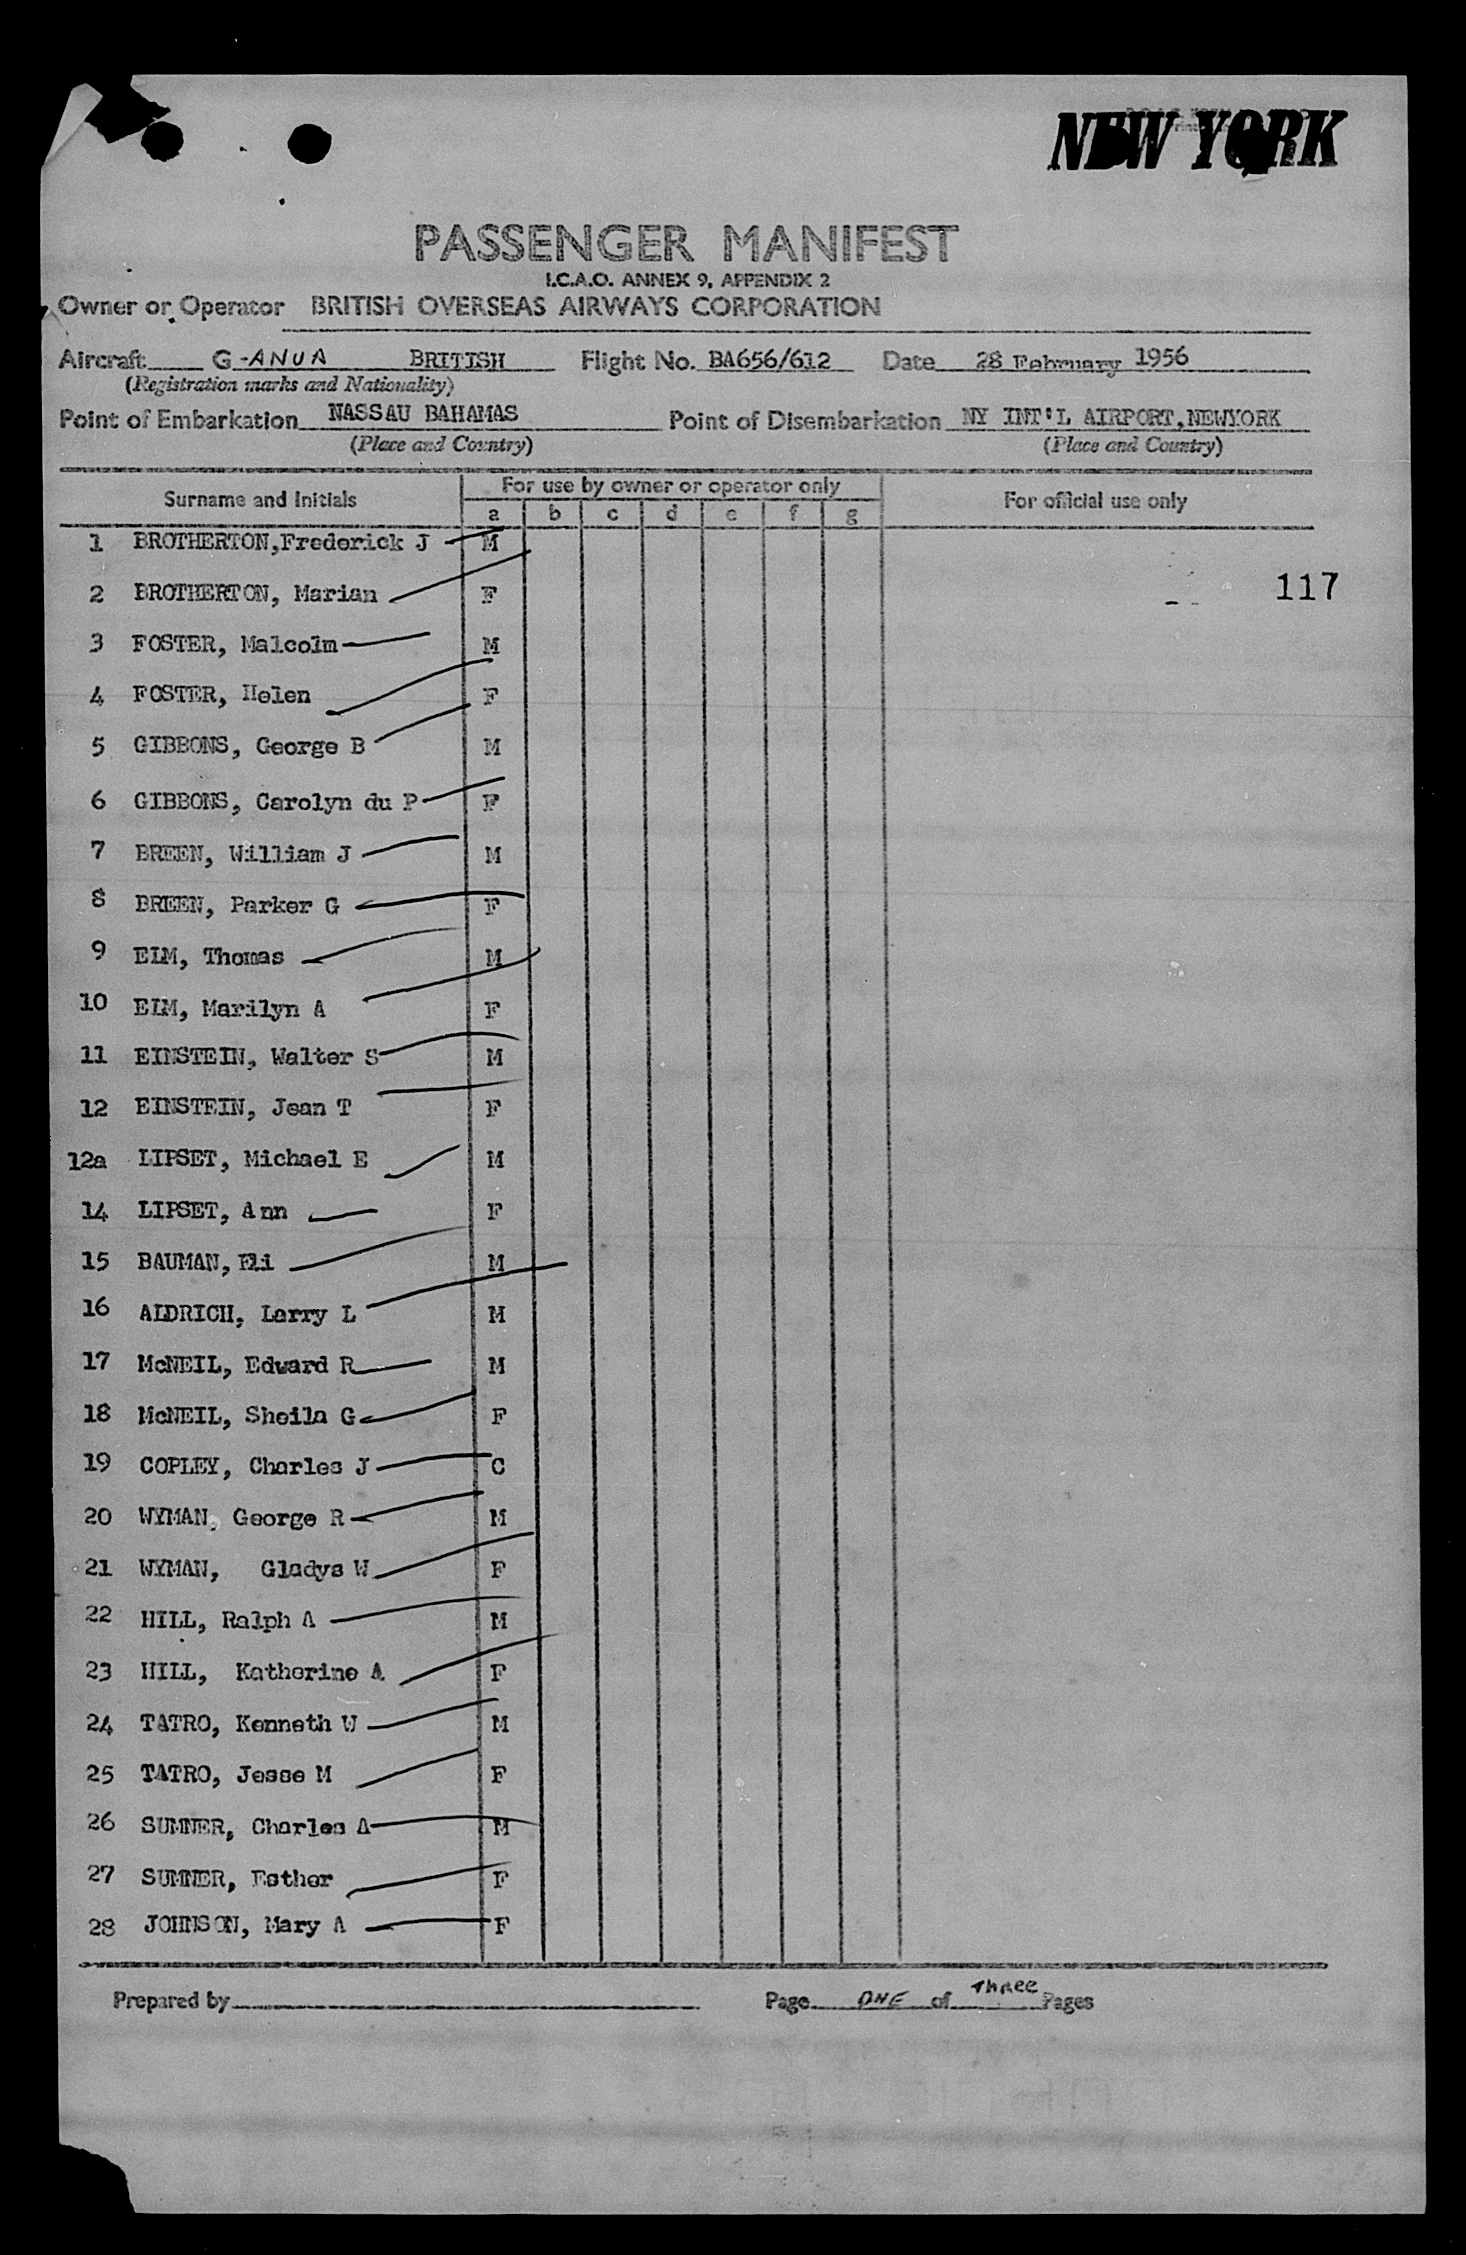 NEW YORK
PASSENGER MANIFEST
I.C.A.O. ANNEX 9, APPENDIX 2
Owner or Operator BRITISH OVERSEAS AIRWAYS CORPORATION
Aircraft G-ANUA BRITISH Flight No. BA656/612 Date 28 February 1956
(Registration marks and Nationality)
Point of Embarkation NASSAU BAHAMAS Point of Disembarkation NY INT'L AIRPORT,NEWYORK
(Place and Country) (Place and Country)
Surname and Initials For use by owner or operator only For official use only
a b c d e f g
1 BROTHERTON,Frederick J M
117
2 BROTHERTON, Marian F
3 FOSTER, Malcolm M
4 FOSTER, Helen F
5 GIBBONS, George B M
6 GIBBONS, Carolyn du P F
7 BREEN, William J M
8 BREEN, Parker G F
9 ELM, Thomas M
10 ELM, Marilyn A F
11 EINSTEIN, Walter S M
12 EINSTEIN, Jean T F
12a LIPSET, Michael E M
14 LIPSET, Ann F
15 BAUMAN, Eli M
16 ALDRICH, Larry L M
17 McNEIL, Edward R M
18 McNEIL, Sheila G F
19 COPLEY, Charles J C
20 WYMAN, George R M
21 WYMAN, Gladys W F
22 HILL, Ralph A M
23 HILL, Katherine A F
24 TATRO, Kenneth W M
25 TATRO, Jesse M F
26 SUMNER, Charles A M
27 SUMNER, Esther F
28 JOHNSON, Mary A F
Prepared by Page ONE of Three Pages